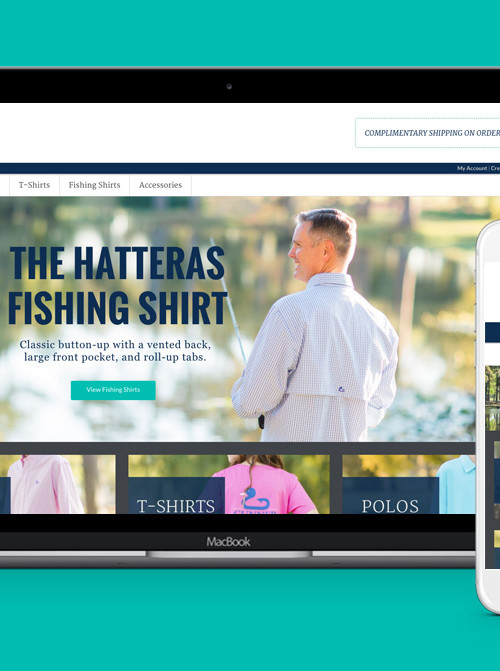 COMPLIMENTARY SHIPPING ON ORDER
My Account | Cre
T-Shirts
Fishing Shirts
Accessories
THE HATTERAS
FISHING SHIRT
Classic button-up with a vented back,
large front pocket, and roll-up tabs.
View Fishing Shirts
T-SHIRTS
POLOS
MacBook